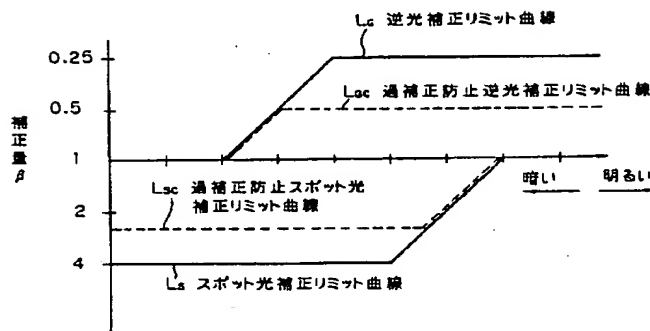 LG 逆光補正リミット曲線
0.25
LGC 過補正防止逆光補正リミット曲線
0.5
補正量 β
1
暗い 明るい
LSC 過補正防止スポット光
補正リミット曲線
2
4
LS スポット光補正リミット曲線